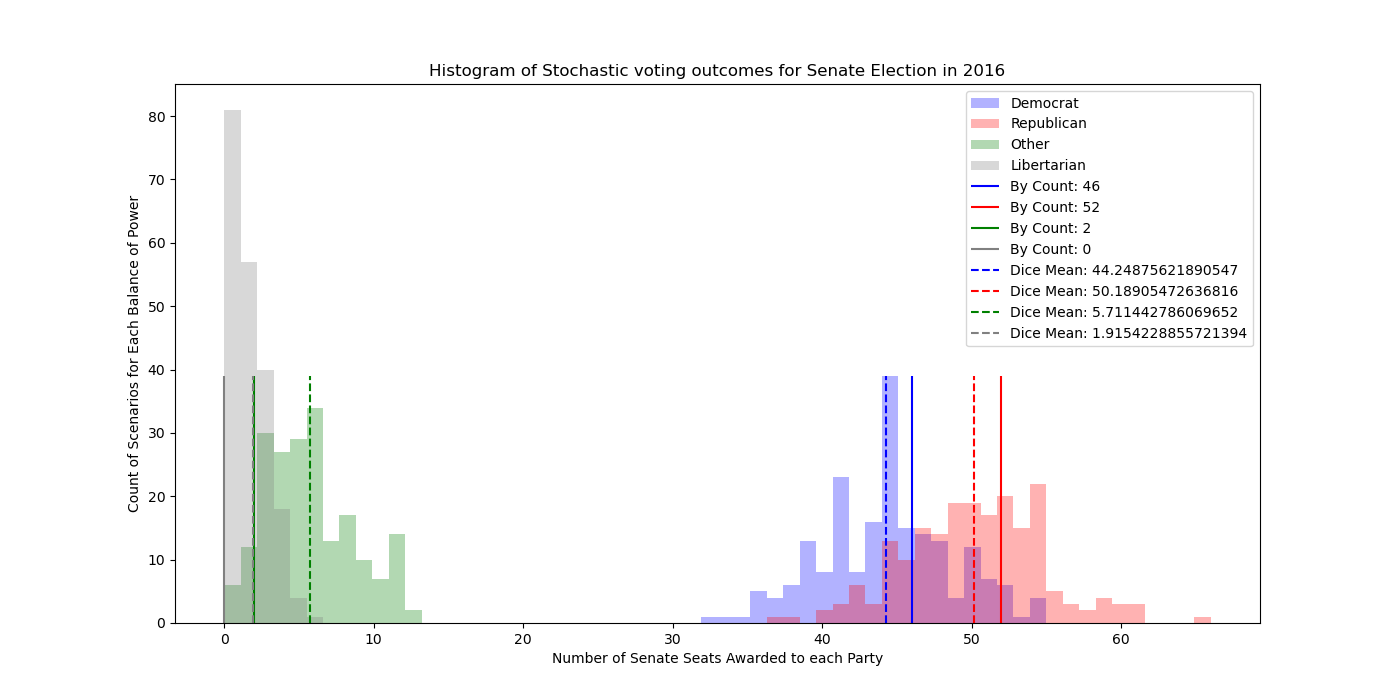 Histogram of Stochastic voting outcomes for Senate Election in 2016
Count of Scenarios for Each Balance of Power
80
70
60
50
40
30
20
10
0
Democrat
Republican
Other
Libertarian
By Count: 46
By Count: 52
By Count: 2
By Count: 0
Dice Mean: 44.24875621890547
Dice Mean: 50.18905472636816
Dice Mean: 5.711442786069652
Dice Mean: 1.9154228855721394
0 10 20 30 40 50 60
Number of Senate Seats Awarded to each Party